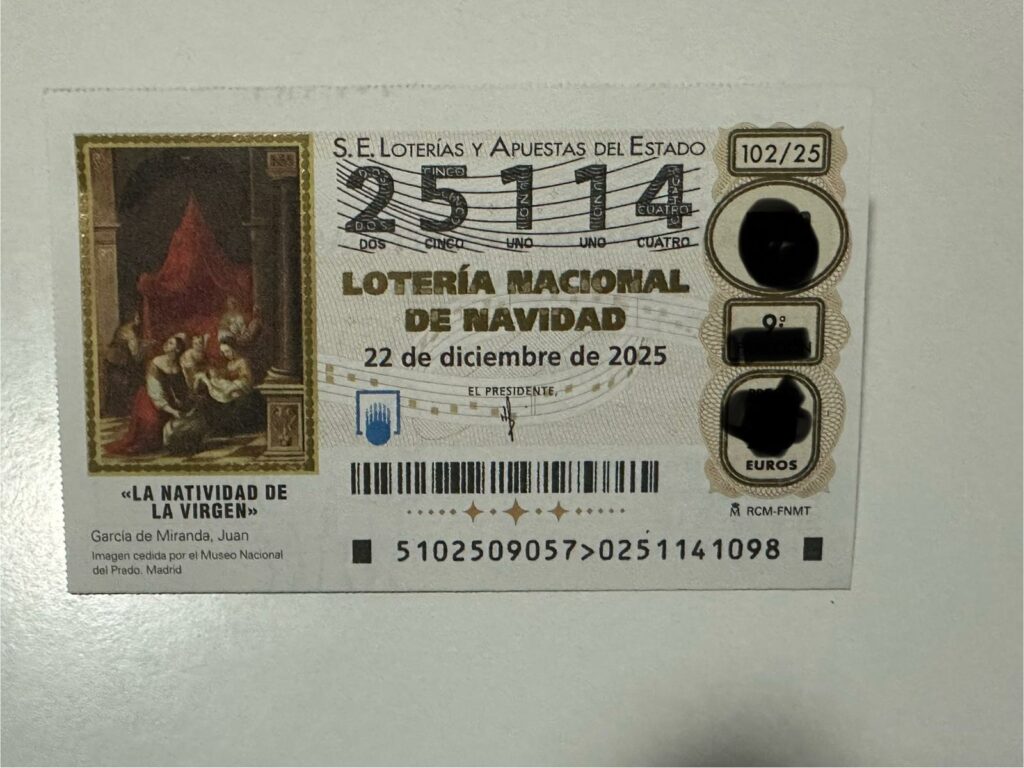 S.E. LOTERÍAS Y APUESTAS DEL ESTADO
25114
DOS CINCO UNO UNO CUATRO
LOTERÍA NACIONAL
DE NAVIDAD
22 de diciembre de 2025
EL PRESIDENTE,
102/25
9ª
EUROS
RCM-FNMT
«LA NATIVIDAD DE
LA VIRGEN»
García de Miranda, Juan
Imagen cedida por el Museo Nacional
del Prado. Madrid
5102509057>0251141098